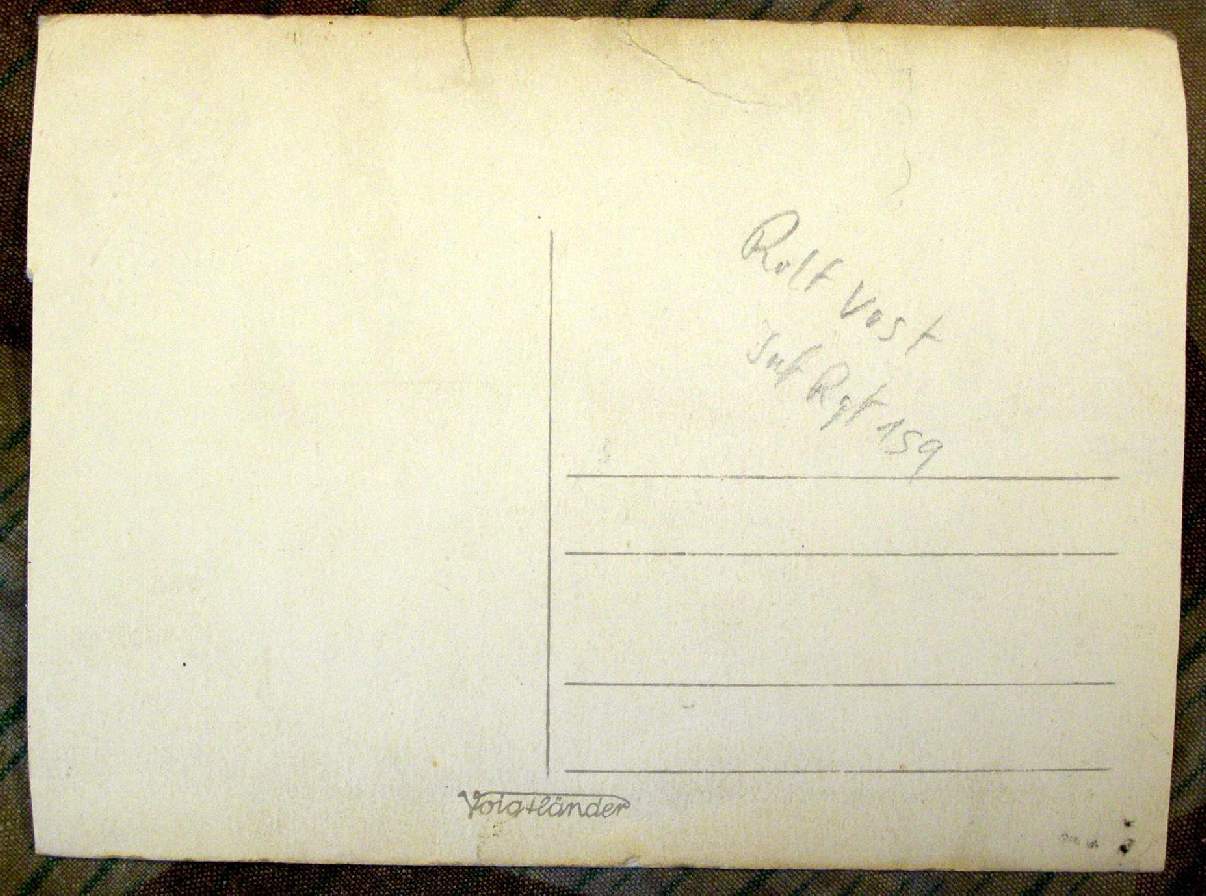 Rolf Vost
Inf Rgt 159
Voigtländer